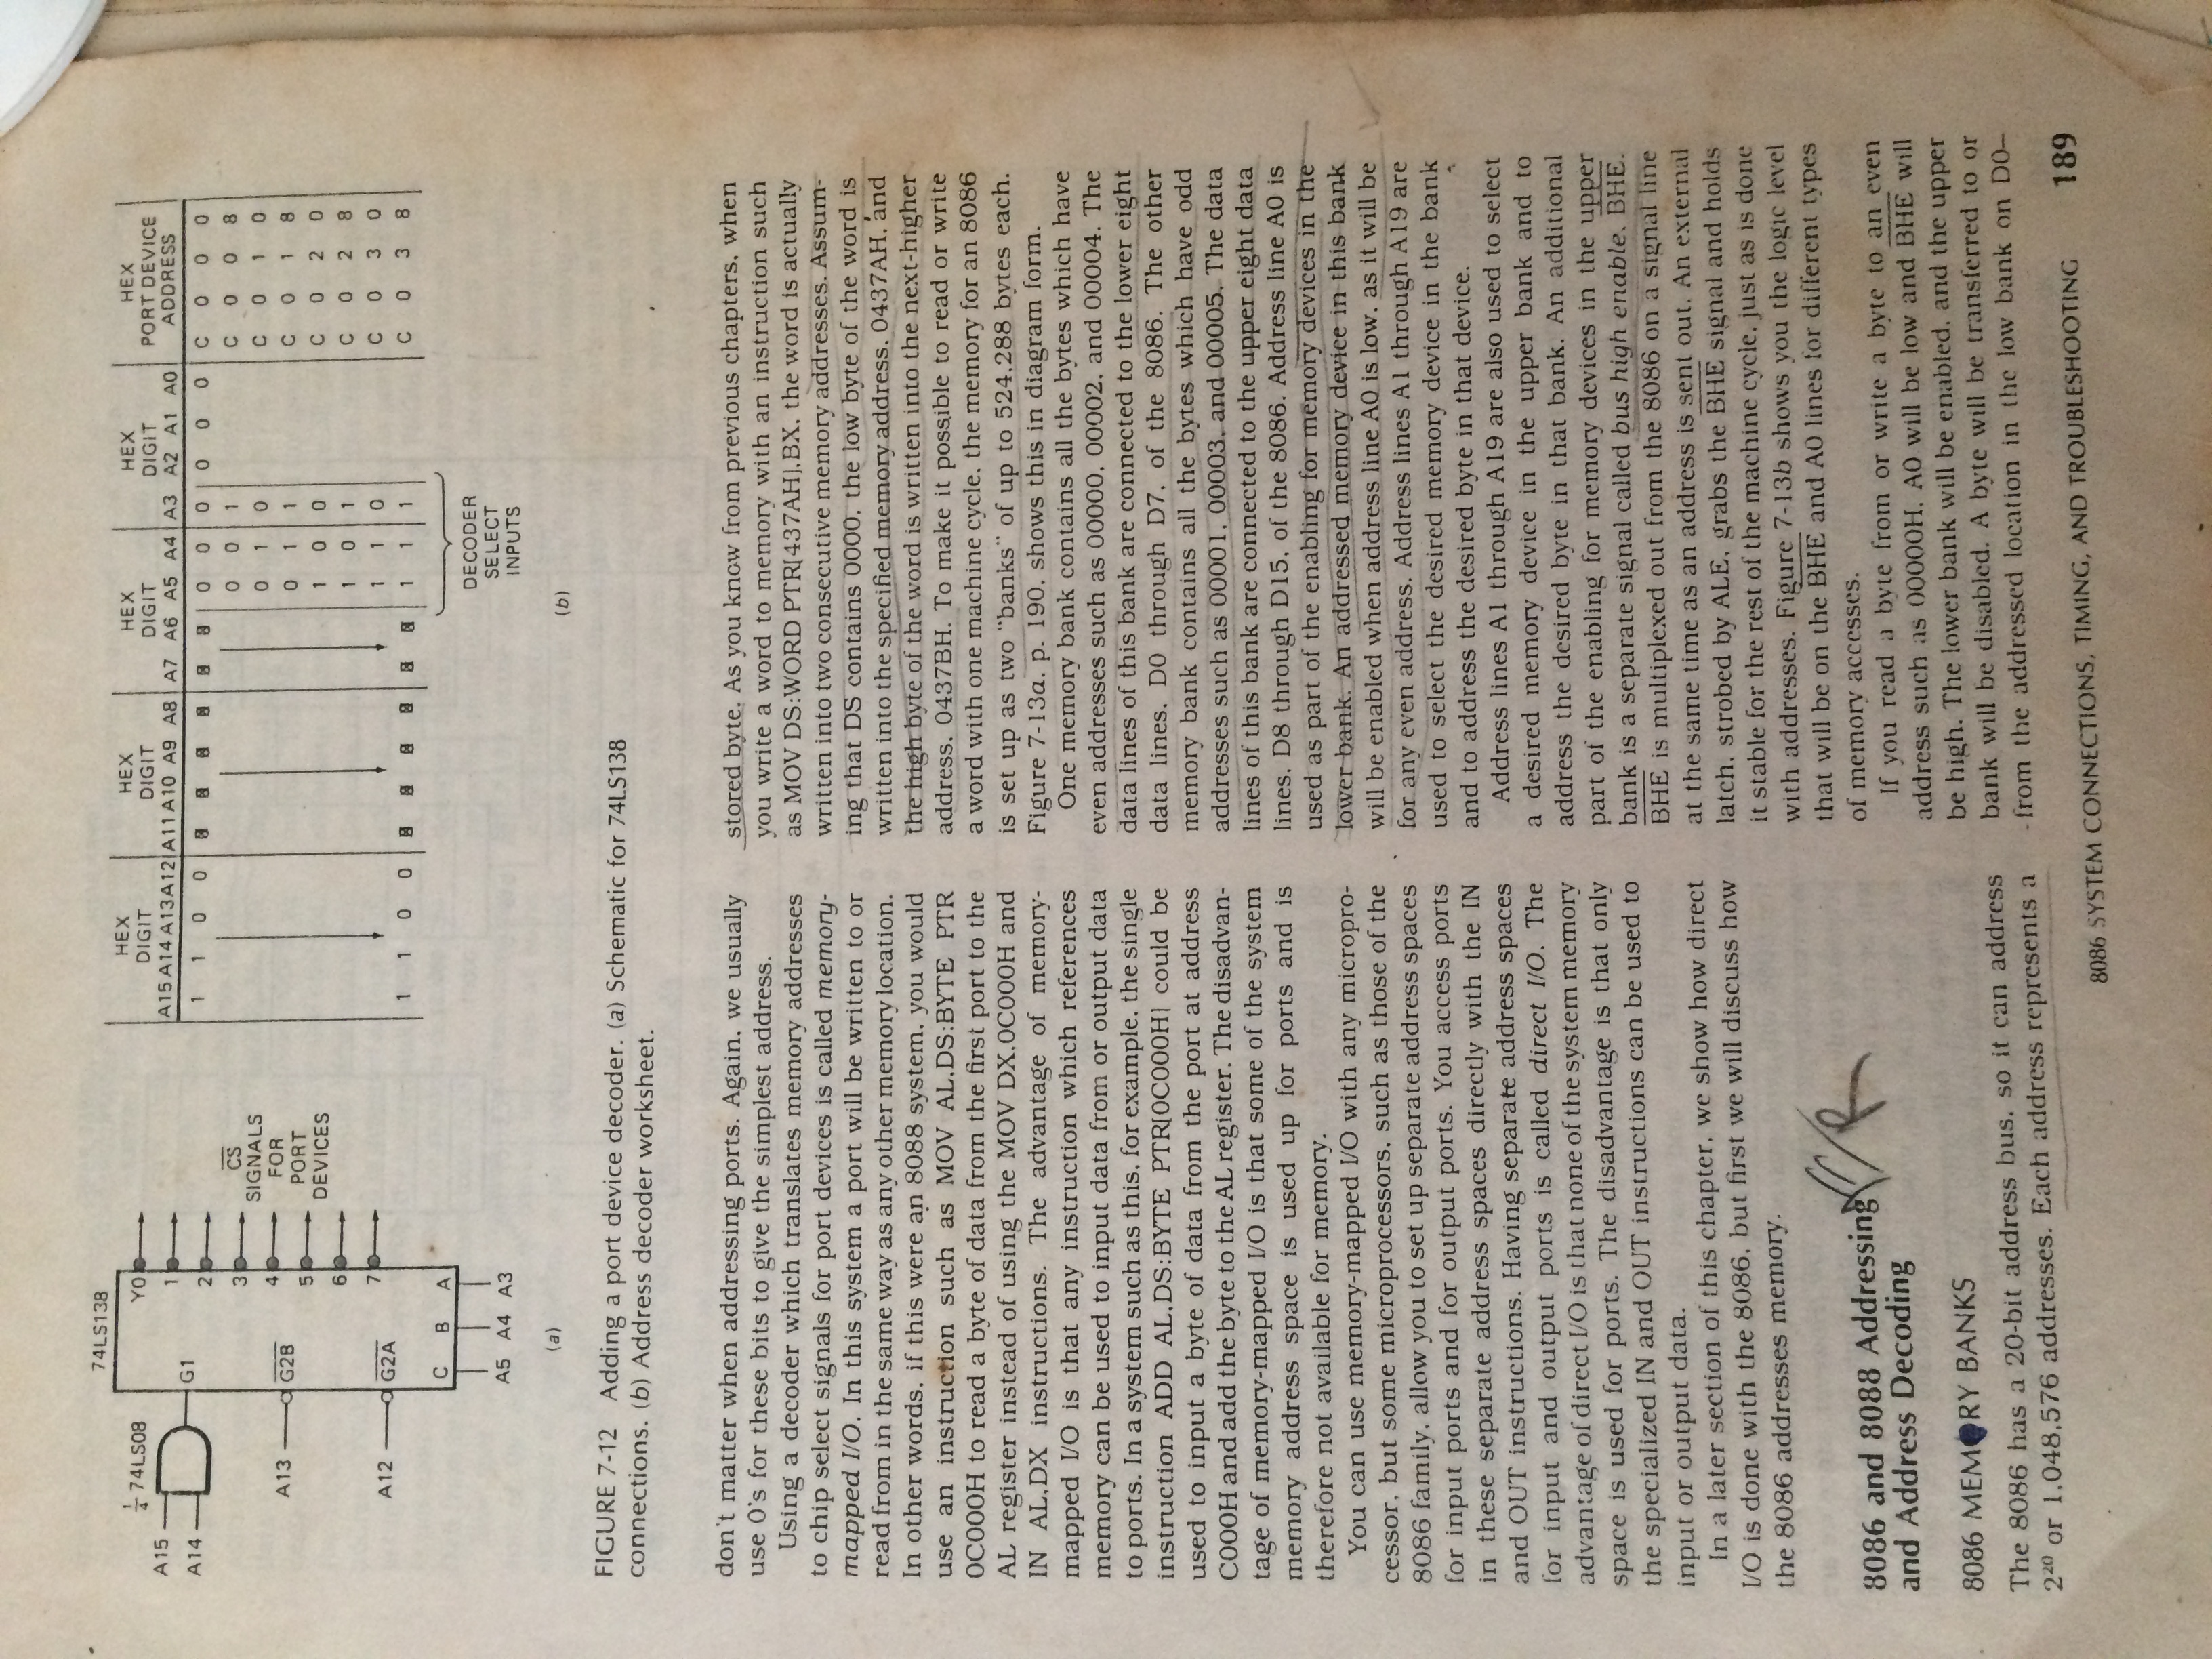 74LS138
1/4 74LS08
A15
A14
G1
A13
G2B
A12
G2A
Y0
1
2
3
4
5
6
7
CS
SIGNALS
FOR
PORT
DEVICES
C B A
A5 A4 A3
(a)
HEX DIGIT HEX DIGIT HEX DIGIT HEX DIGIT HEX PORT DEVICE ADDRESS
A15 A14 A13 A12 A11 A10 A9 A8 A7 A6 A5 A4 A3 A2 A1 A0
1 1 0 0 0 0 0 0 0 0 C 0 0 0
0 0 1 C 0 0 8
0 1 0 C 0 1 0
0 1 1 C 0 1 8
1 0 0 C 0 2 0
1 0 1 C 0 2 8
1 1 0 C 0 3 0
1 1 0 0 1 1 1 C 0 3 8
DECODER
SELECT
INPUTS
(b)
FIGURE 7-12 Adding a port device decoder. (a) Schematic for 74LS138
connections. (b) Address decoder worksheet.
don't matter when addressing ports. Again, we usually
use 0's for these bits to give the simplest address.
Using a decoder which translates memory addresses
to chip select signals for port devices is called memory-
mapped I/O. In this system a port will be written to or
read from in the same way as any other memory location.
In other words, if this were an 8088 system, you would
use an instruction such as MOV AL,DS:BYTE PTR
0C000H to read a byte of data from the first port to the
AL register instead of using the MOV DX,0C000H and
IN AL,DX instructions. The advantage of memory-
mapped I/O is that any instruction which references
memory can be used to input data from or output data
to ports. In a system such as this, for example, the single
instruction ADD AL,DS:BYTE PTR[0C000H] could be
used to input a byte of data from the port at address
C000H and add the byte to the AL register. The disadvan-
tage of memory-mapped I/O is that some of the system
memory address space is used up for ports and is
therefore not available for memory.
You can use memory-mapped I/O with any micropro-
cessor, but some microprocessors, such as those of the
8086 family, allow you to set up separate address spaces
for input ports and for output ports. You access ports
in these separate address spaces directly with the IN
and OUT instructions. Having separate address spaces
for input and output ports is called direct I/O. The
advantage of direct I/O is that none of the system memory
space is used for ports. The disadvantage is that only
the specialized IN and OUT instructions can be used to
input or output data.
In a later section of this chapter, we show how direct
I/O is done with the 8086, but first we will discuss how
the 8086 addresses memory.
8086 and 8088 Addressing
and Address Decoding
8086 MEMORY BANKS
The 8086 has a 20-bit address bus, so it can address
2²⁰ or 1,048,576 addresses. Each address represents a
stored byte. As you know from previous chapters, when
you write a word to memory with an instruction such
as MOV DS:WORD PTR[437AH],BX, the word is actually
written into two consecutive memory addresses. Assum-
ing that DS contains 0000, the low byte of the word is
written into the specified memory address, 0437AH, and
the high byte of the word is written into the next-higher
address, 0437BH. To make it possible to read or write
a word with one machine cycle, the memory for an 8086
is set up as two "banks" of up to 524,288 bytes each.
Figure 7-13a, p. 190, shows this in diagram form.
One memory bank contains all the bytes which have
even addresses such as 00000, 00002, and 00004. The
data lines of this bank are connected to the lower eight
data lines, D0 through D7, of the 8086. The other
memory bank contains all the bytes which have odd
addresses such as 00001, 00003, and 00005. The data
lines of this bank are connected to the upper eight data
lines, D8 through D15, of the 8086. Address line A0 is
used as part of the enabling for memory devices in the
lower bank. An addressed memory device in this bank
will be enabled when address line A0 is low, as it will be
for any even address. Address lines A1 through A19 are
used to select the desired memory device in the bank
and to address the desired byte in that device.
Address lines A1 through A19 are also used to select
a desired memory device in the upper bank and to
address the desired byte in that bank. An additional
part of the enabling for memory devices in the upper
bank is a separate signal called bus high enable, BHE.
BHE is multiplexed out from the 8086 on a signal line
at the same time as an address is sent out. An external
latch, strobed by ALE, grabs the BHE signal and holds
it stable for the rest of the machine cycle, just as is done
with addresses. Figure 7-13b shows you the logic level
that will be on the BHE and A0 lines for different types
of memory accesses.
If you read a byte from or write a byte to an even
address such as 00000H, A0 will be low and BHE will
be high. The lower bank will be enabled, and the upper
bank will be disabled. A byte will be transferred to or
from the addressed location in the low bank on D0–
8086 SYSTEM CONNECTIONS, TIMING, AND TROUBLESHOOTING 189